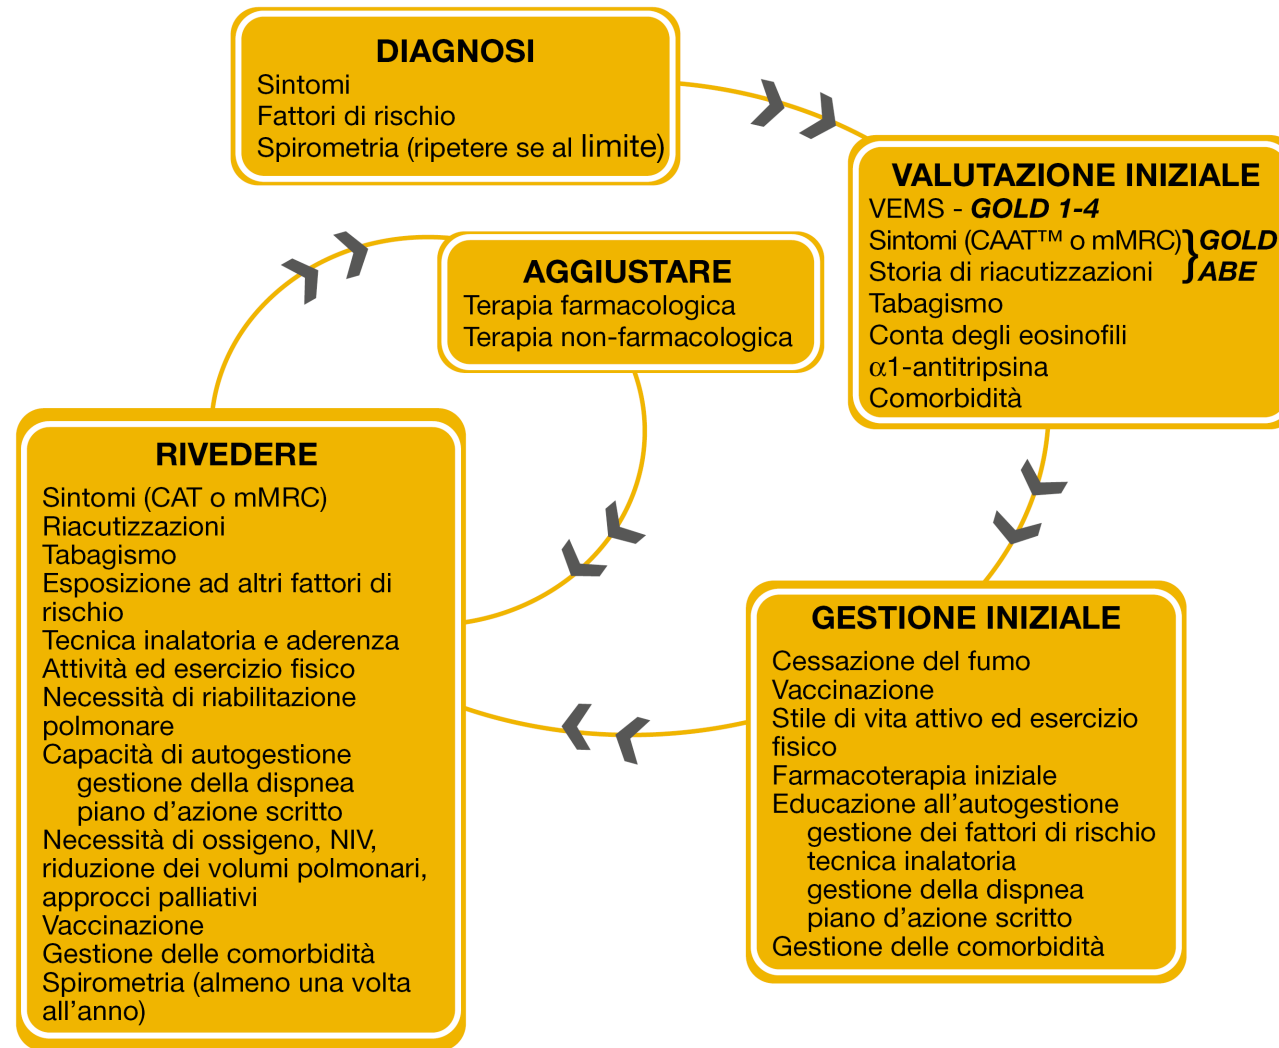 DIAGNOSI
Sintomi
Fattori di rischio
Spirometria (ripetere se al limite)
VALUTAZIONE INIZIALE
VEMS - GOLD 1-4
Sintomi (CAAT™ o mMRC)
Storia di riacutizzazioni
}GOLD
ABE
Tabagismo
Conta degli eosinofili
α1-antitripsina
Comorbidità
AGGIUSTARE
Terapia farmacologica
Terapia non-farmacologica
RIVEDERE
Sintomi (CAT o mMRC)
Riacutizzazioni
Tabagismo
Esposizione ad altri fattori di
rischio
Tecnica inalatoria e aderenza
Attività ed esercizio fisico
Necessità di riabilitazione
polmonare
Capacità di autogestione
gestione della dispnea
piano d’azione scritto
Necessità di ossigeno, NIV,
riduzione dei volumi polmonari,
approcci palliativi
Vaccinazione
Gestione delle comorbidità
Spirometria (almeno una volta
all’anno)
GESTIONE INIZIALE
Cessazione del fumo
Vaccinazione
Stile di vita attivo ed esercizio
fisico
Farmacoterapia iniziale
Educazione all’autogestione
gestione dei fattori di rischio
tecnica inalatoria
gestione della dispnea
piano d’azione scritto
Gestione delle comorbidità